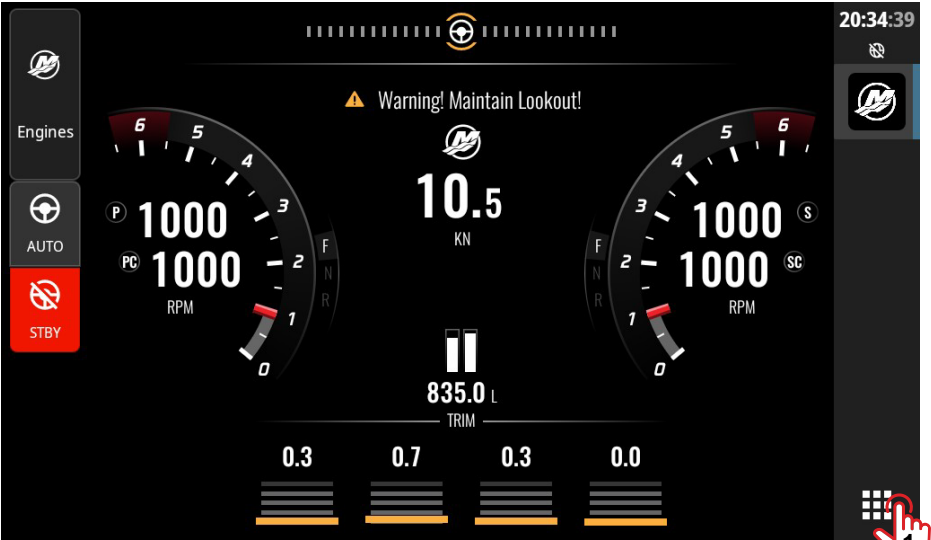 20:34:39
Engines
AUTO
STBY
Warning! Maintain Lookout!
10.5
KN
6
5
4
3
2
1
0
P 1000
PC 1000
RPM
F
N
R
6
5
4
3
2
1
0
1000 S
1000 SC
RPM
F
N
R
835.0 L
TRIM
0.3 0.7 0.3 0.0
1